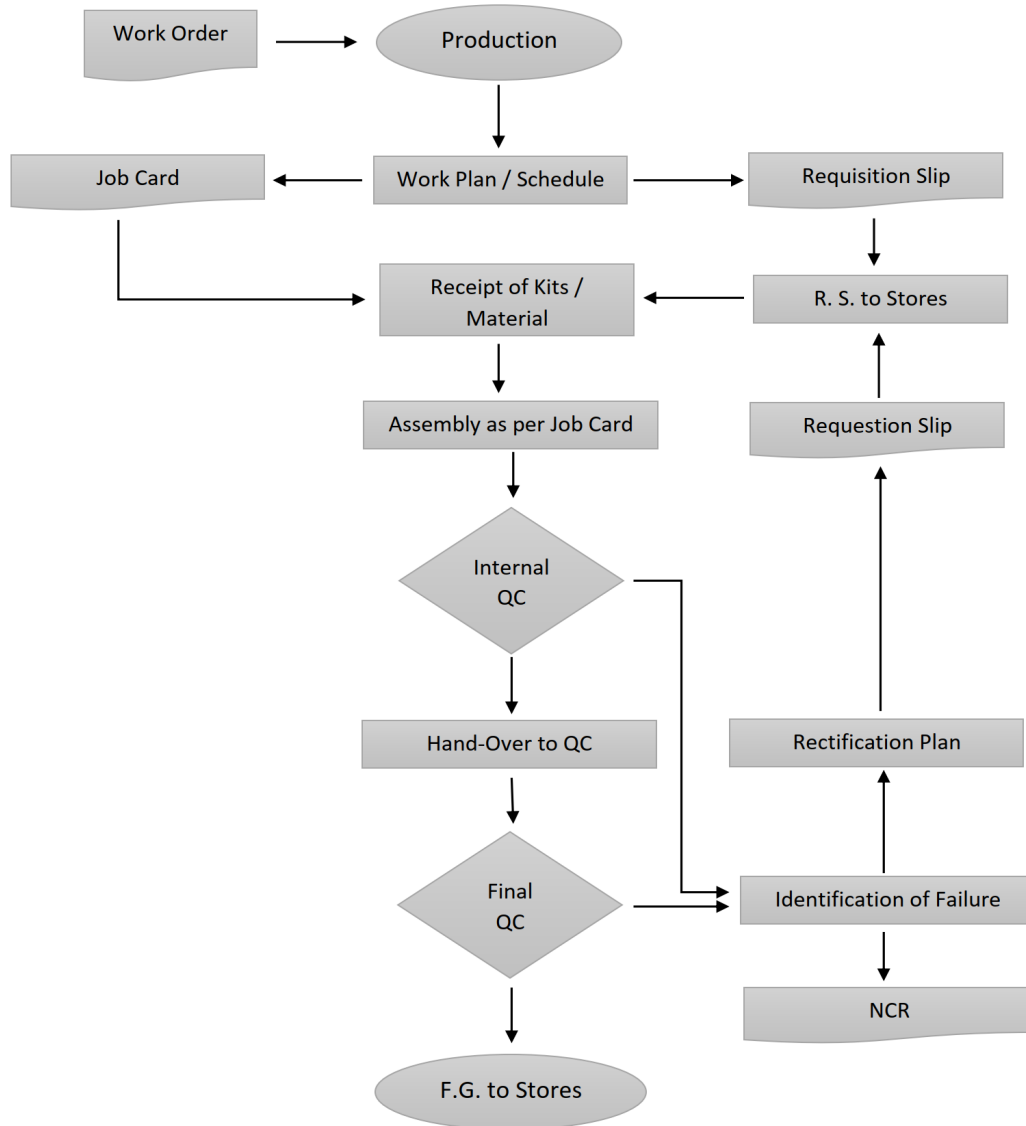 Work Order
Production
Job Card
Work Plan / Schedule
Requisition Slip
Receipt of Kits /
Material
R. S. to Stores
Assembly as per Job Card
Requestion Slip
Internal
QC
Hand-Over to QC
Rectification Plan
Final
QC
Identification of Failure
NCR
F.G. to Stores